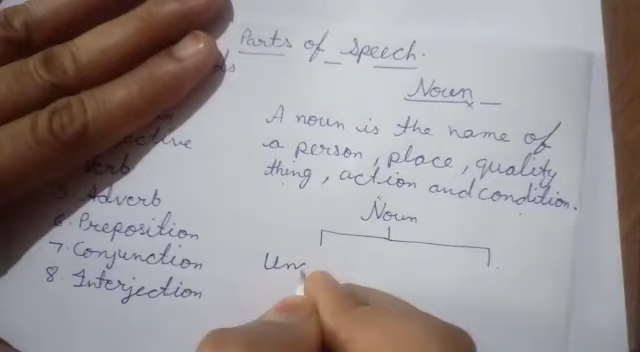 Parts of Speech.
Noun
A noun is the name of
a person, place, quality
thing, action and condition.
Verb
5. Adverb
6. Preposition
7. Conjunction
8. Interjection
Noun